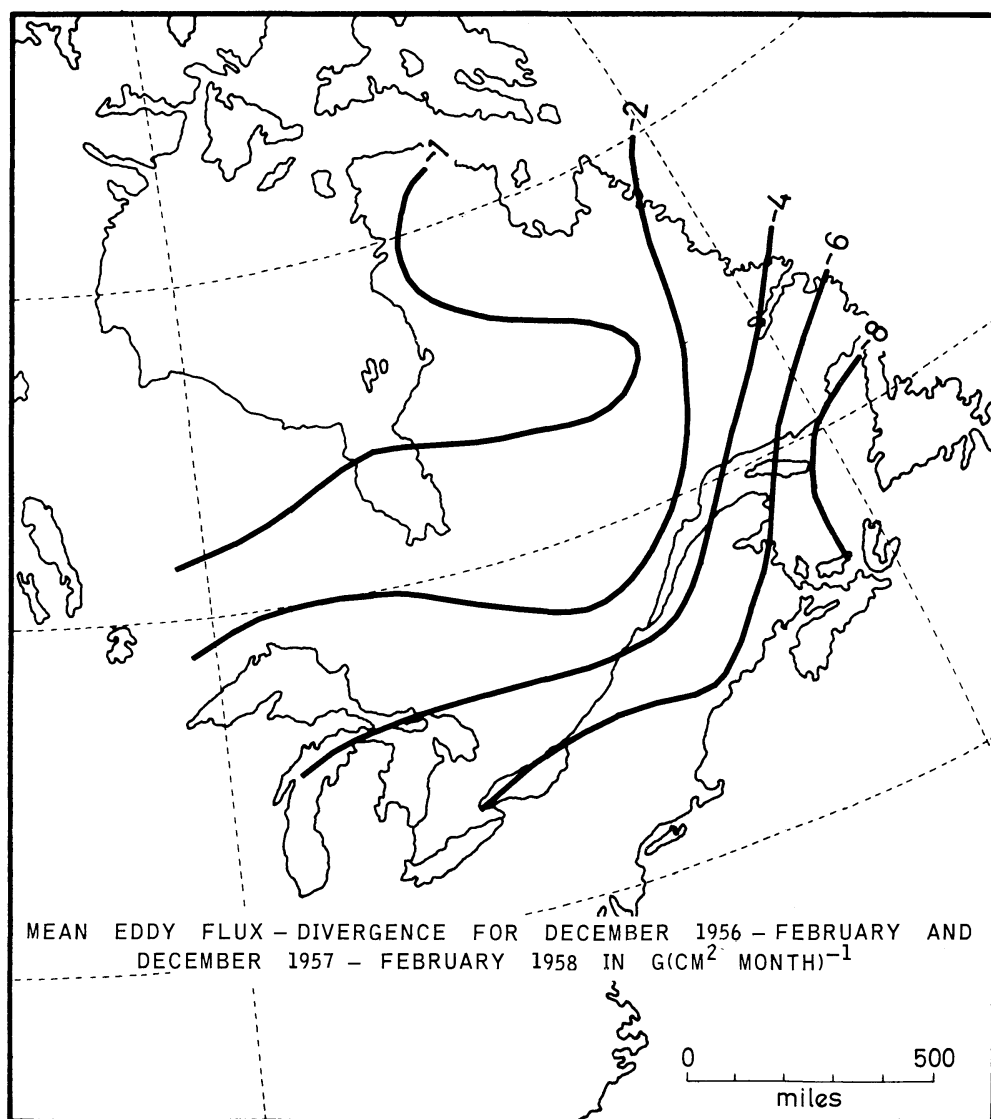 -1
-2
-4
-6
-8
MEAN EDDY FLUX – DIVERGENCE FOR DECEMBER 1956 – FEBRUARY AND
DECEMBER 1957 – FEBRUARY 1958 IN G(CM² MONTH)⁻¹
0 500
miles